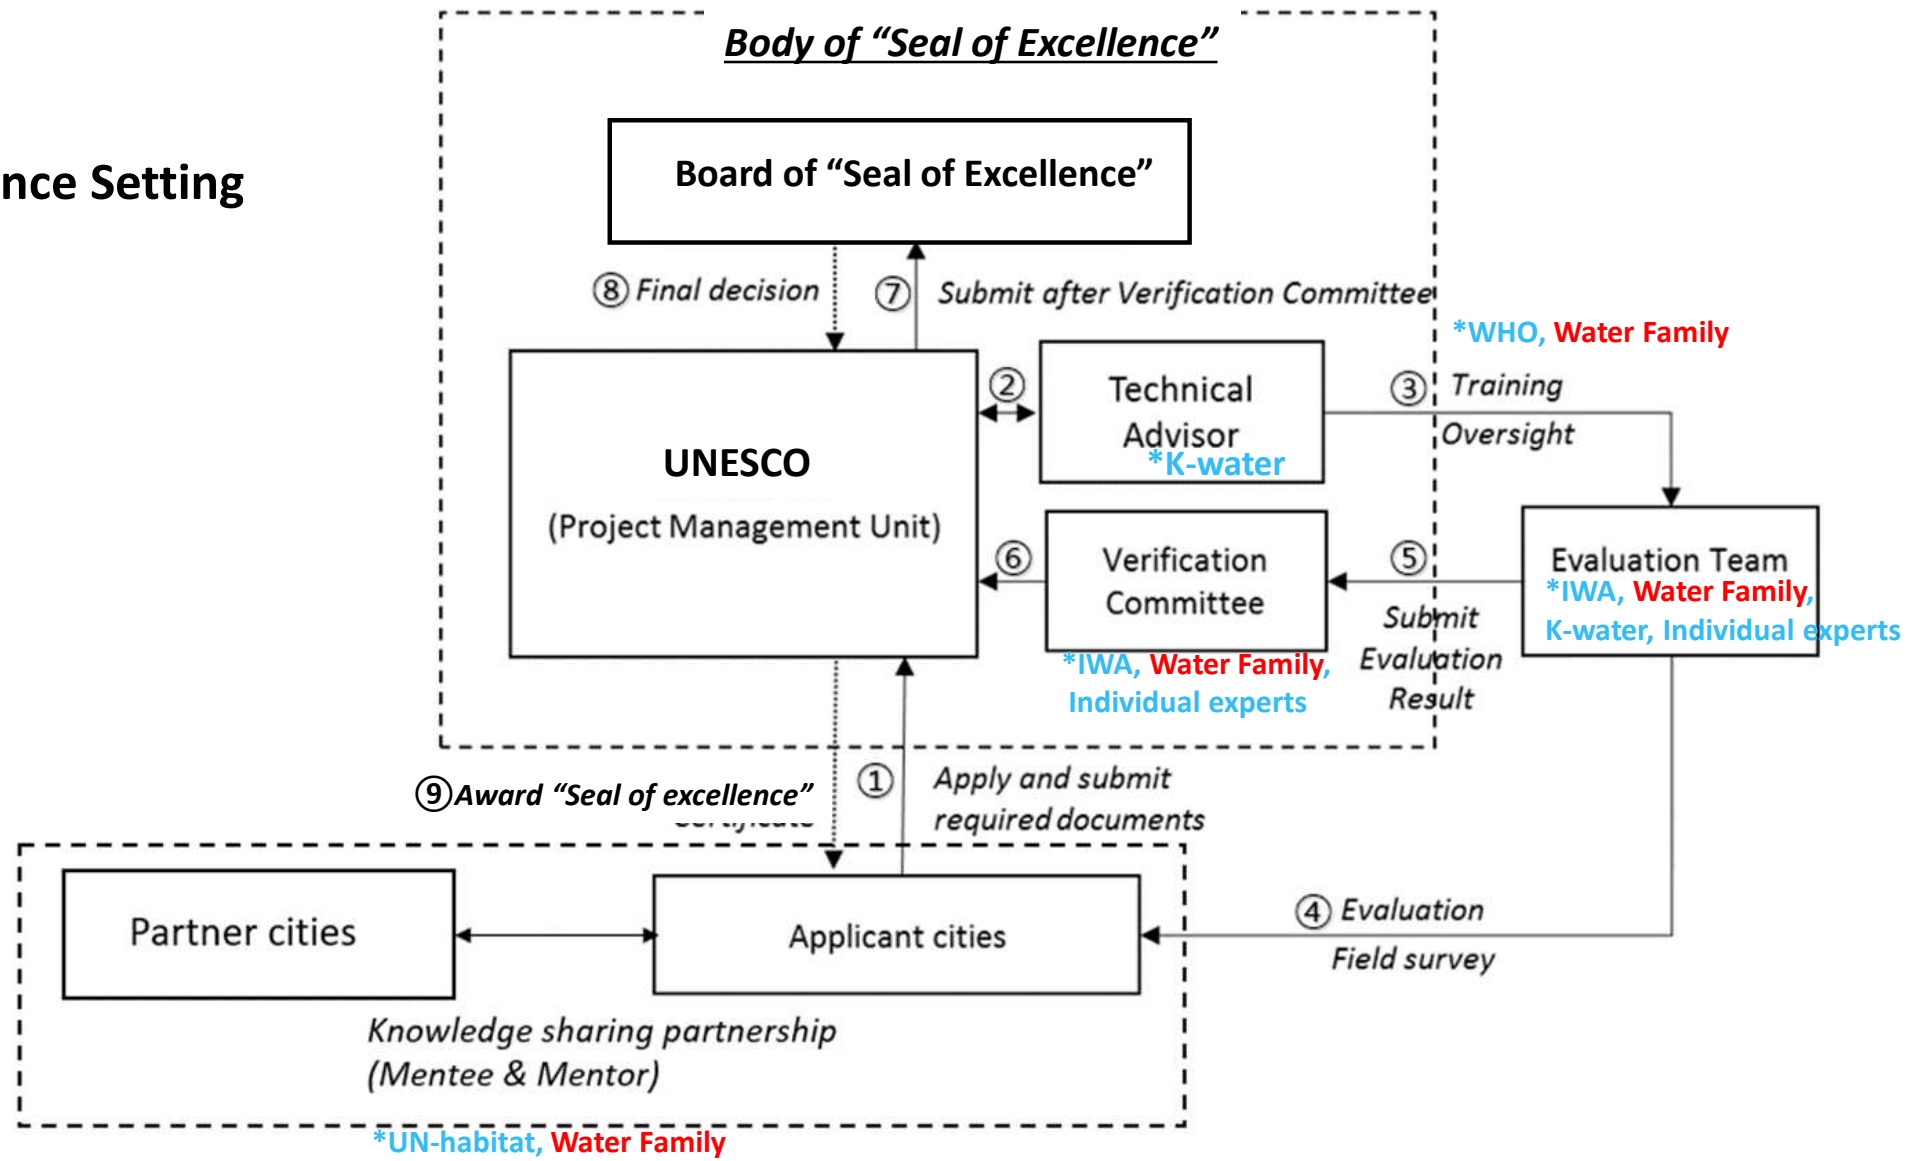 Body of “Seal of Excellence”
nce Setting
Board of “Seal of Excellence”
⑧ Final decision
⑦ Submit after Verification Committee
*WHO, Water Family
② 
Technical
Advisor
*K-water
③ Training
Oversight
UNESCO
(Project Management Unit)
⑥
Verification
Committee
*IWA, Water Family,
Individual experts
⑤
Submit
Evaluation
Result
Evaluation Team
*IWA, Water Family,
K-water, Individual experts
⑨Award “Seal of excellence”
① Apply and submit
required documents
Partner cities
Applicant cities
④ Evaluation
Field survey
Knowledge sharing partnership
(Mentee & Mentor)
*UN-habitat, Water Family